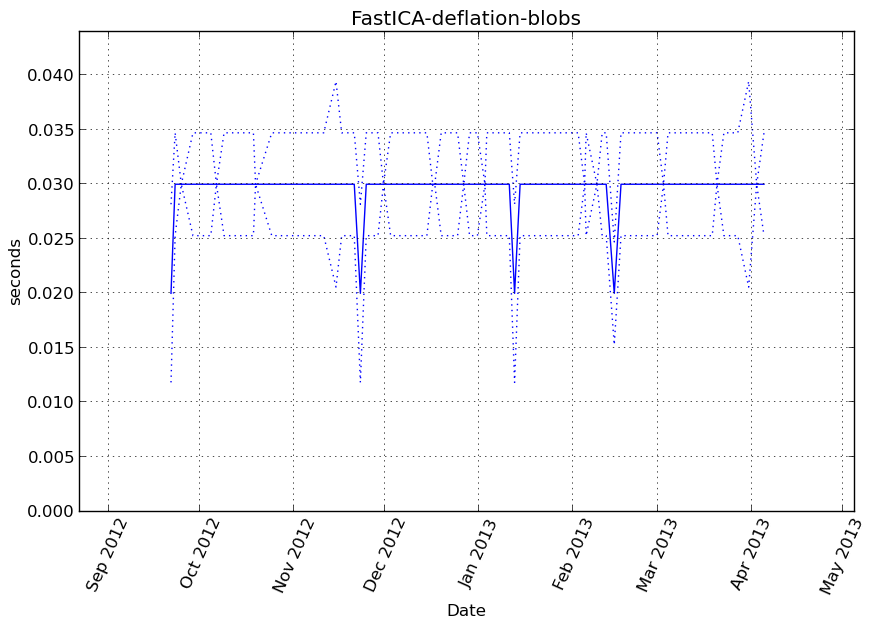 FastICA-deflation-blobs
0.040
0.035
0.030
0.025
0.020
0.015
0.010
0.005
0.000
seconds
Sep 2012
Oct 2012
Nov 2012
Dec 2012
Jan 2013
Feb 2013
Mar 2013
Apr 2013
May 2013
Date